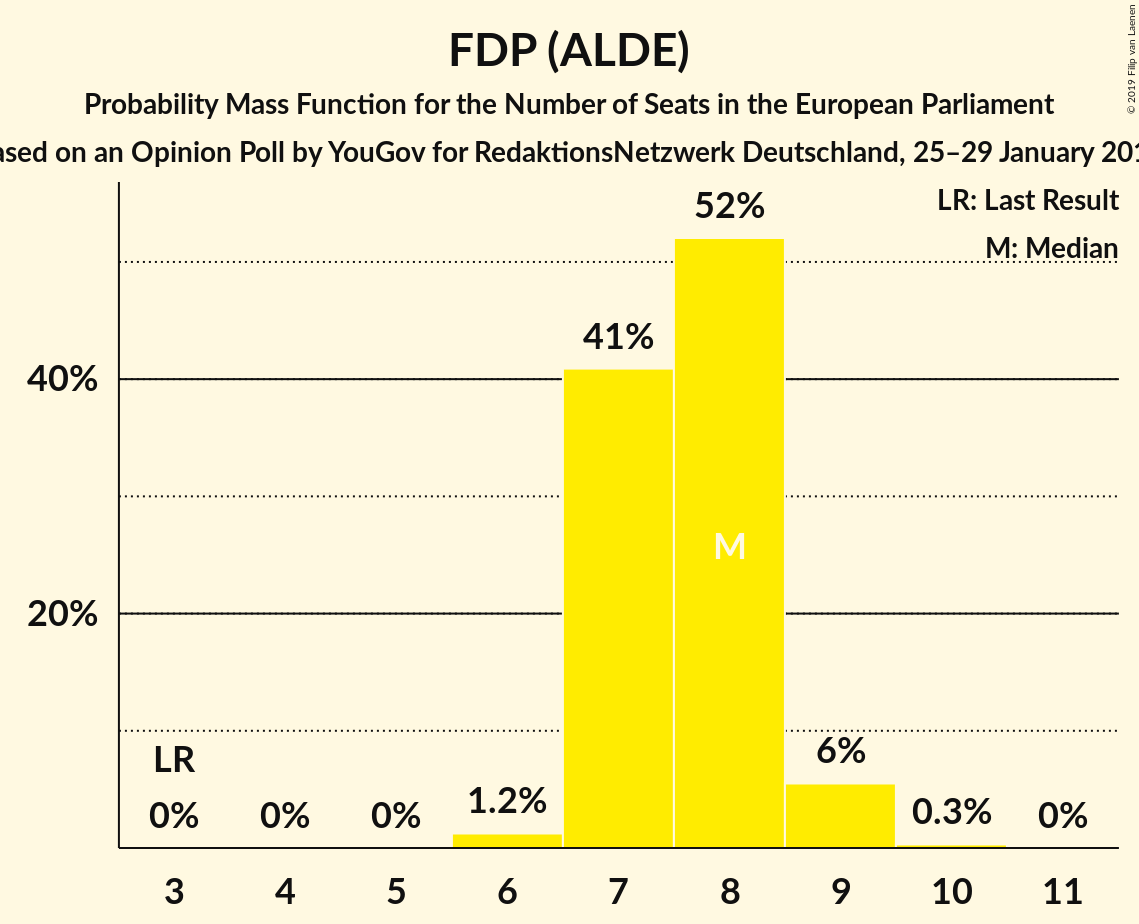 FDP (ALDE)
Probability Mass Function for the Number of Seats in the European Parliament
on an Opinion Poll by YouGov for RedaktionsNetzwerk Deutschland, 25–29 January
© 2019 Filip van Laenen
LR: Last Result
M: Median
52%
41%
40%
M
20%
LR
6%
0% 0% 0% 1.2% 0.3% 0%
3 4 5 6 7 8 9 10 11